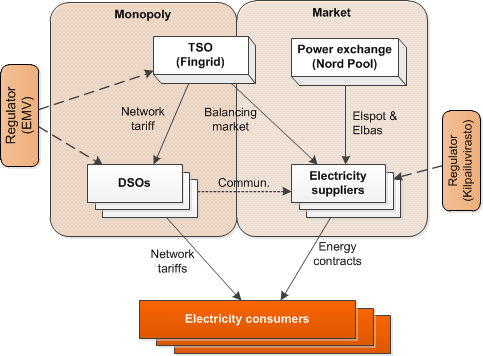 Monopoly
Market
TSO
(Fingrid)
Power exchange
(Nord Pool)
Regulator
(EMV)
Network
tariff
Balancing
market
Elspot &
Elbas
Regulator
(Kilpailuvirasto)
DSOs
Commun.
Electricity
suppliers
Network
tariffs
Energy
contracts
Electricity consumers